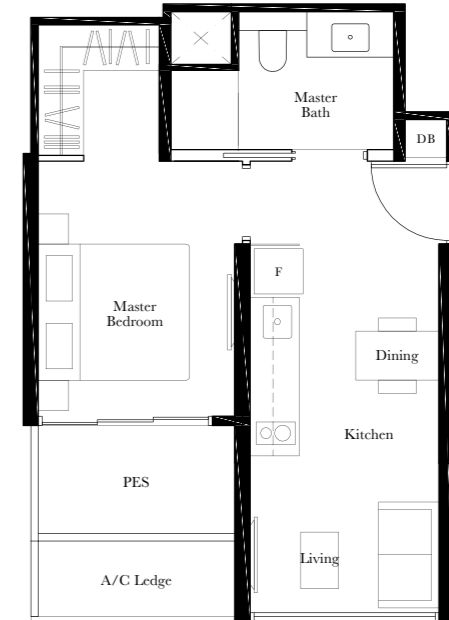 Master
Bath
DB
F
Master
Bedroom
Dining
Kitchen
PES
Living
A/C Ledge